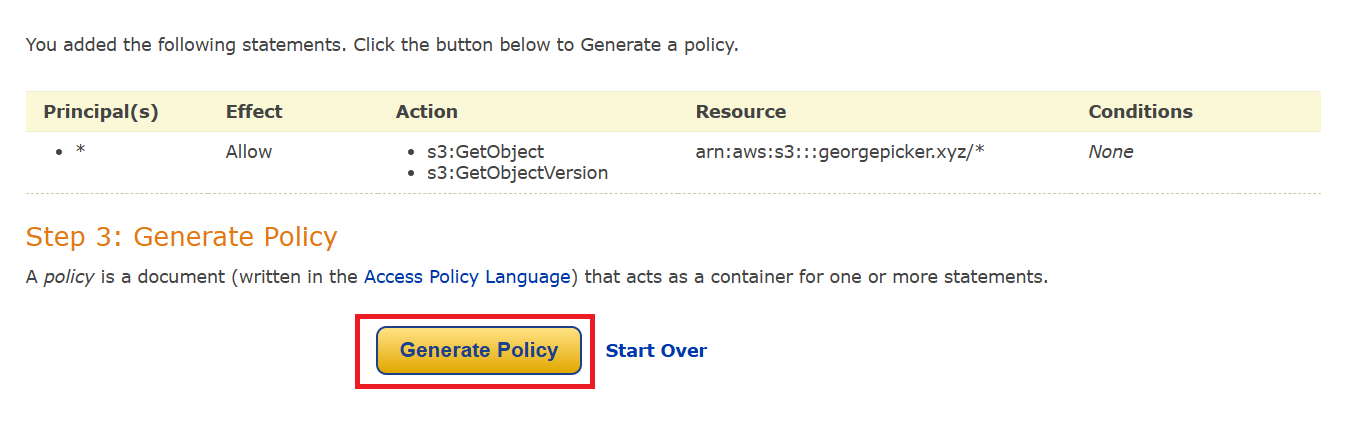 You added the following statements. Click the button below to Generate a policy.
Principal(s) Effect Action Resource Conditions
• * Allow • s3:GetObject arn:aws:s3:::georgepicker.xyz/* None
• s3:GetObjectVersion
Step 3: Generate Policy
A policy is a document (written in the Access Policy Language) that acts as a container for one or more statements.
Generate Policy Start Over